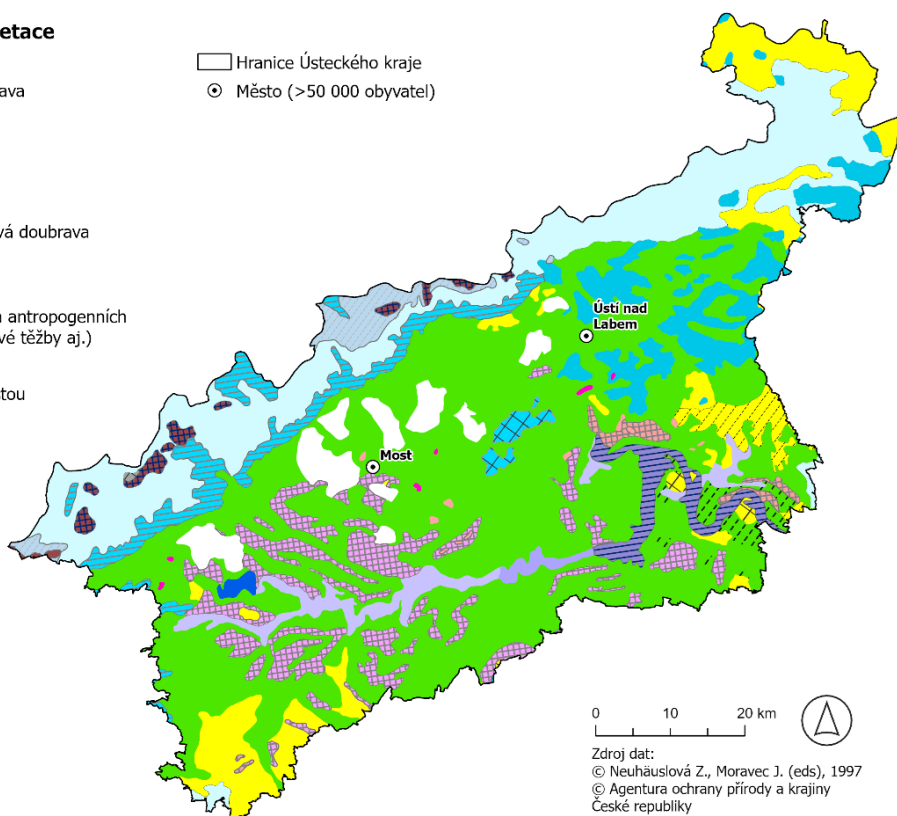 etace
ava
vá doubrava
antropogenních
vé těžby aj.)
tou
Hranice Ústeckého kraje
Město (>50 000 obyvatel)
Ústí nad
Labem
Most
0 10 20 km
Zdroj dat:
© Neuhäuslová Z., Moravec J. (eds), 1997
© Agentura ochrany přírody a krajiny
České republiky